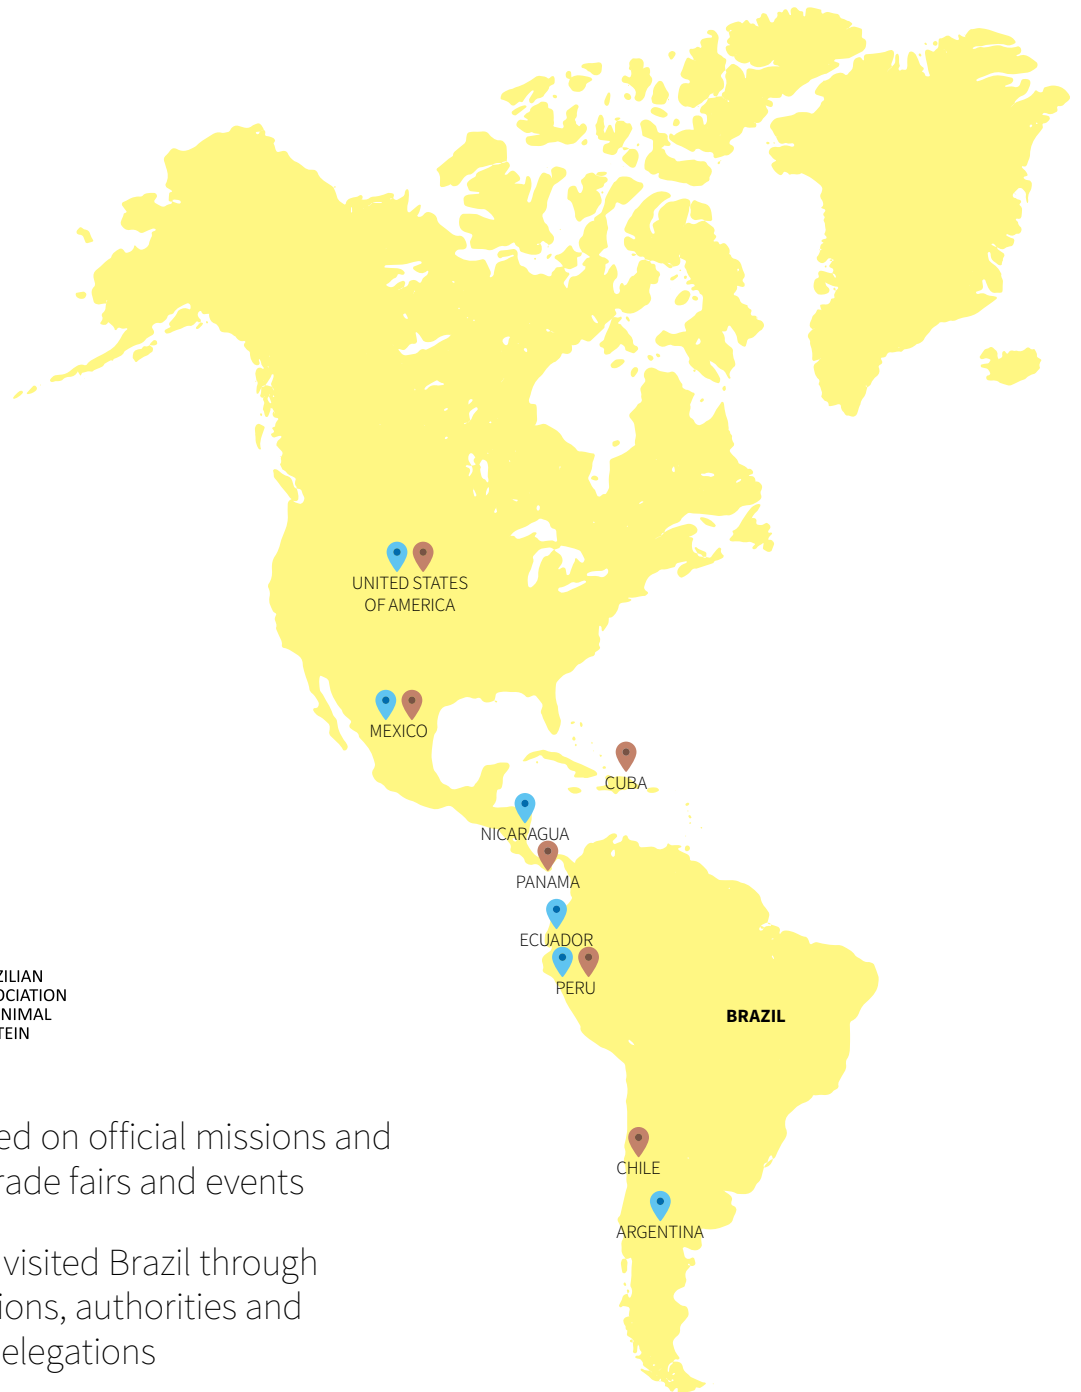 UNITED STATES
OF AMERICA
MEXICO
CUBA
NICARAGUA
PANAMA
ECUADOR
PERU
BRAZIL
CHILE
ARGENTINA
ZILIAN
OCIATION
NIMAL
TEIN
ed on official missions and
rade fairs and events
visited Brazil through
ions, authorities and
elegations